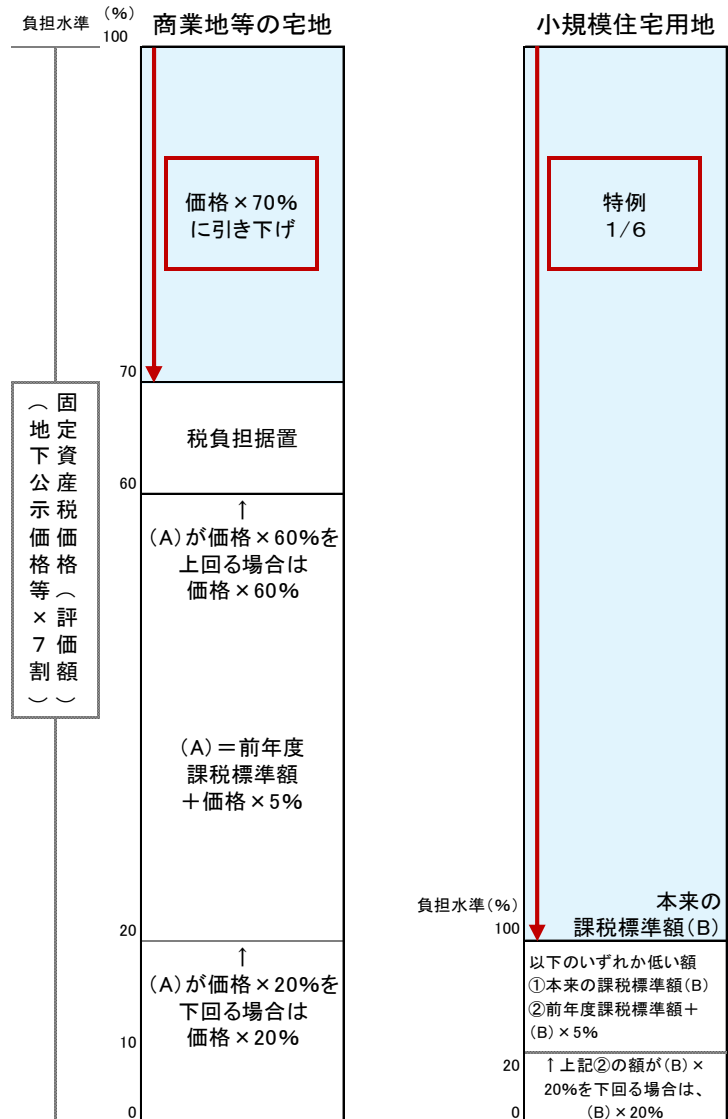 負担水準
(%)
100
商業地等の宅地
価格×70%
に引き下げ
70
税負担据置
60
↑
(A)が価格×60%を
上回る場合は
価格×60%
(A)=前年度
課税標準額
+価格×5%
20
↑
(A)が価格×20%を
下回る場合は
価格×20%
10
0
固定資産税価格(評価額)
(地下公示価格等×7割)
小規模住宅用地
特例
1/6
本来の
課税標準額(B)
負担水準(%)
100
以下のいずれか低い額
①本来の課税標準額(B)
②前年度課税標準額+
(B)×5%
20
↑上記②の額が(B)×
20%を下回る場合は、
(B)×20%
0